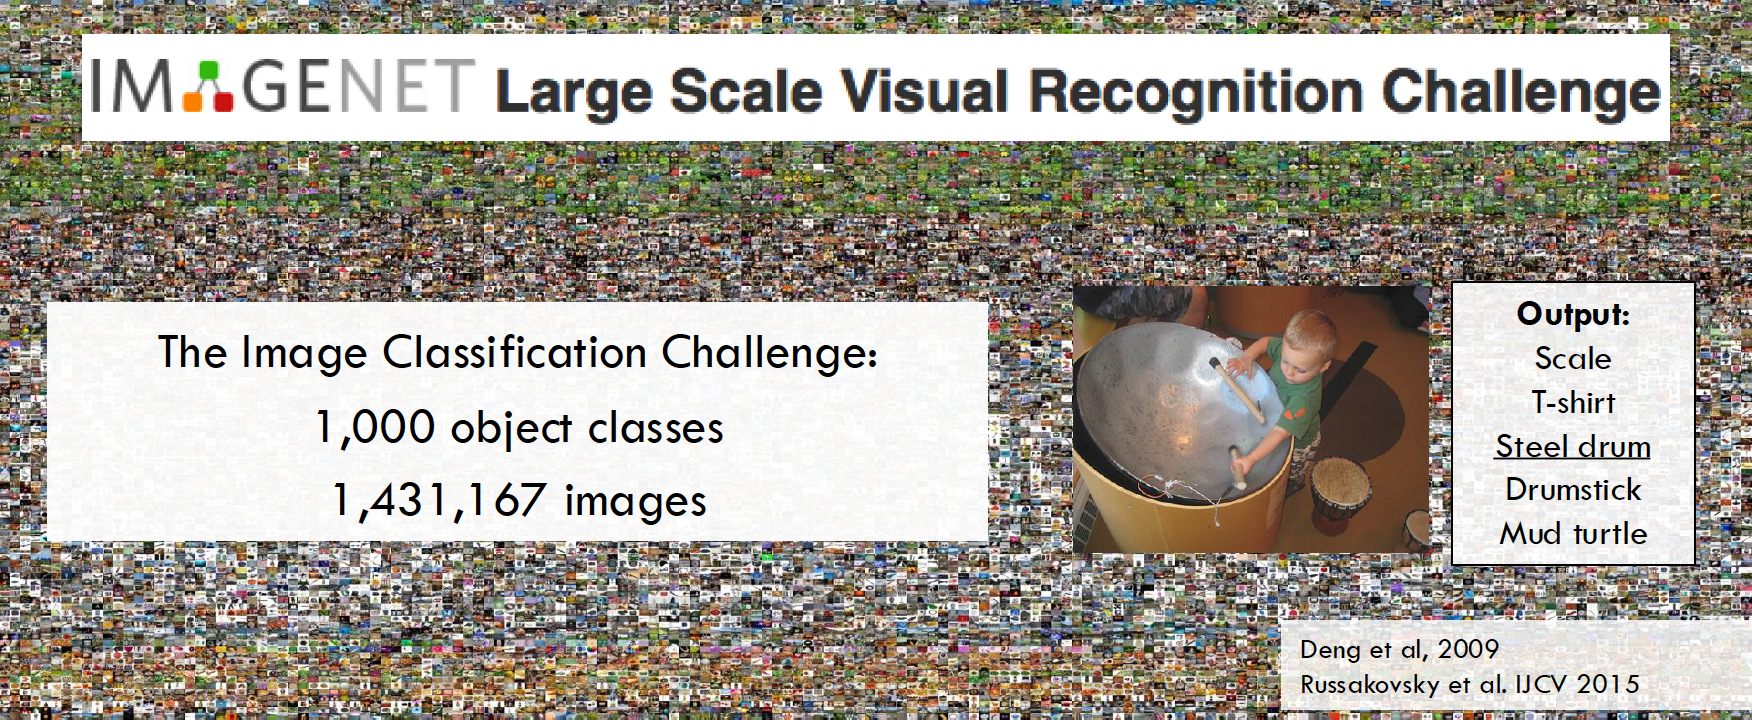 IMAGENET Large Scale Visual Recognition Challenge
The Image Classification Challenge:
1,000 object classes
1,431,167 images
Output:
Scale
T-shirt
Steel drum
Drumstick
Mud turtle
Deng et al, 2009
Russakovsky et al. IJCV 2015